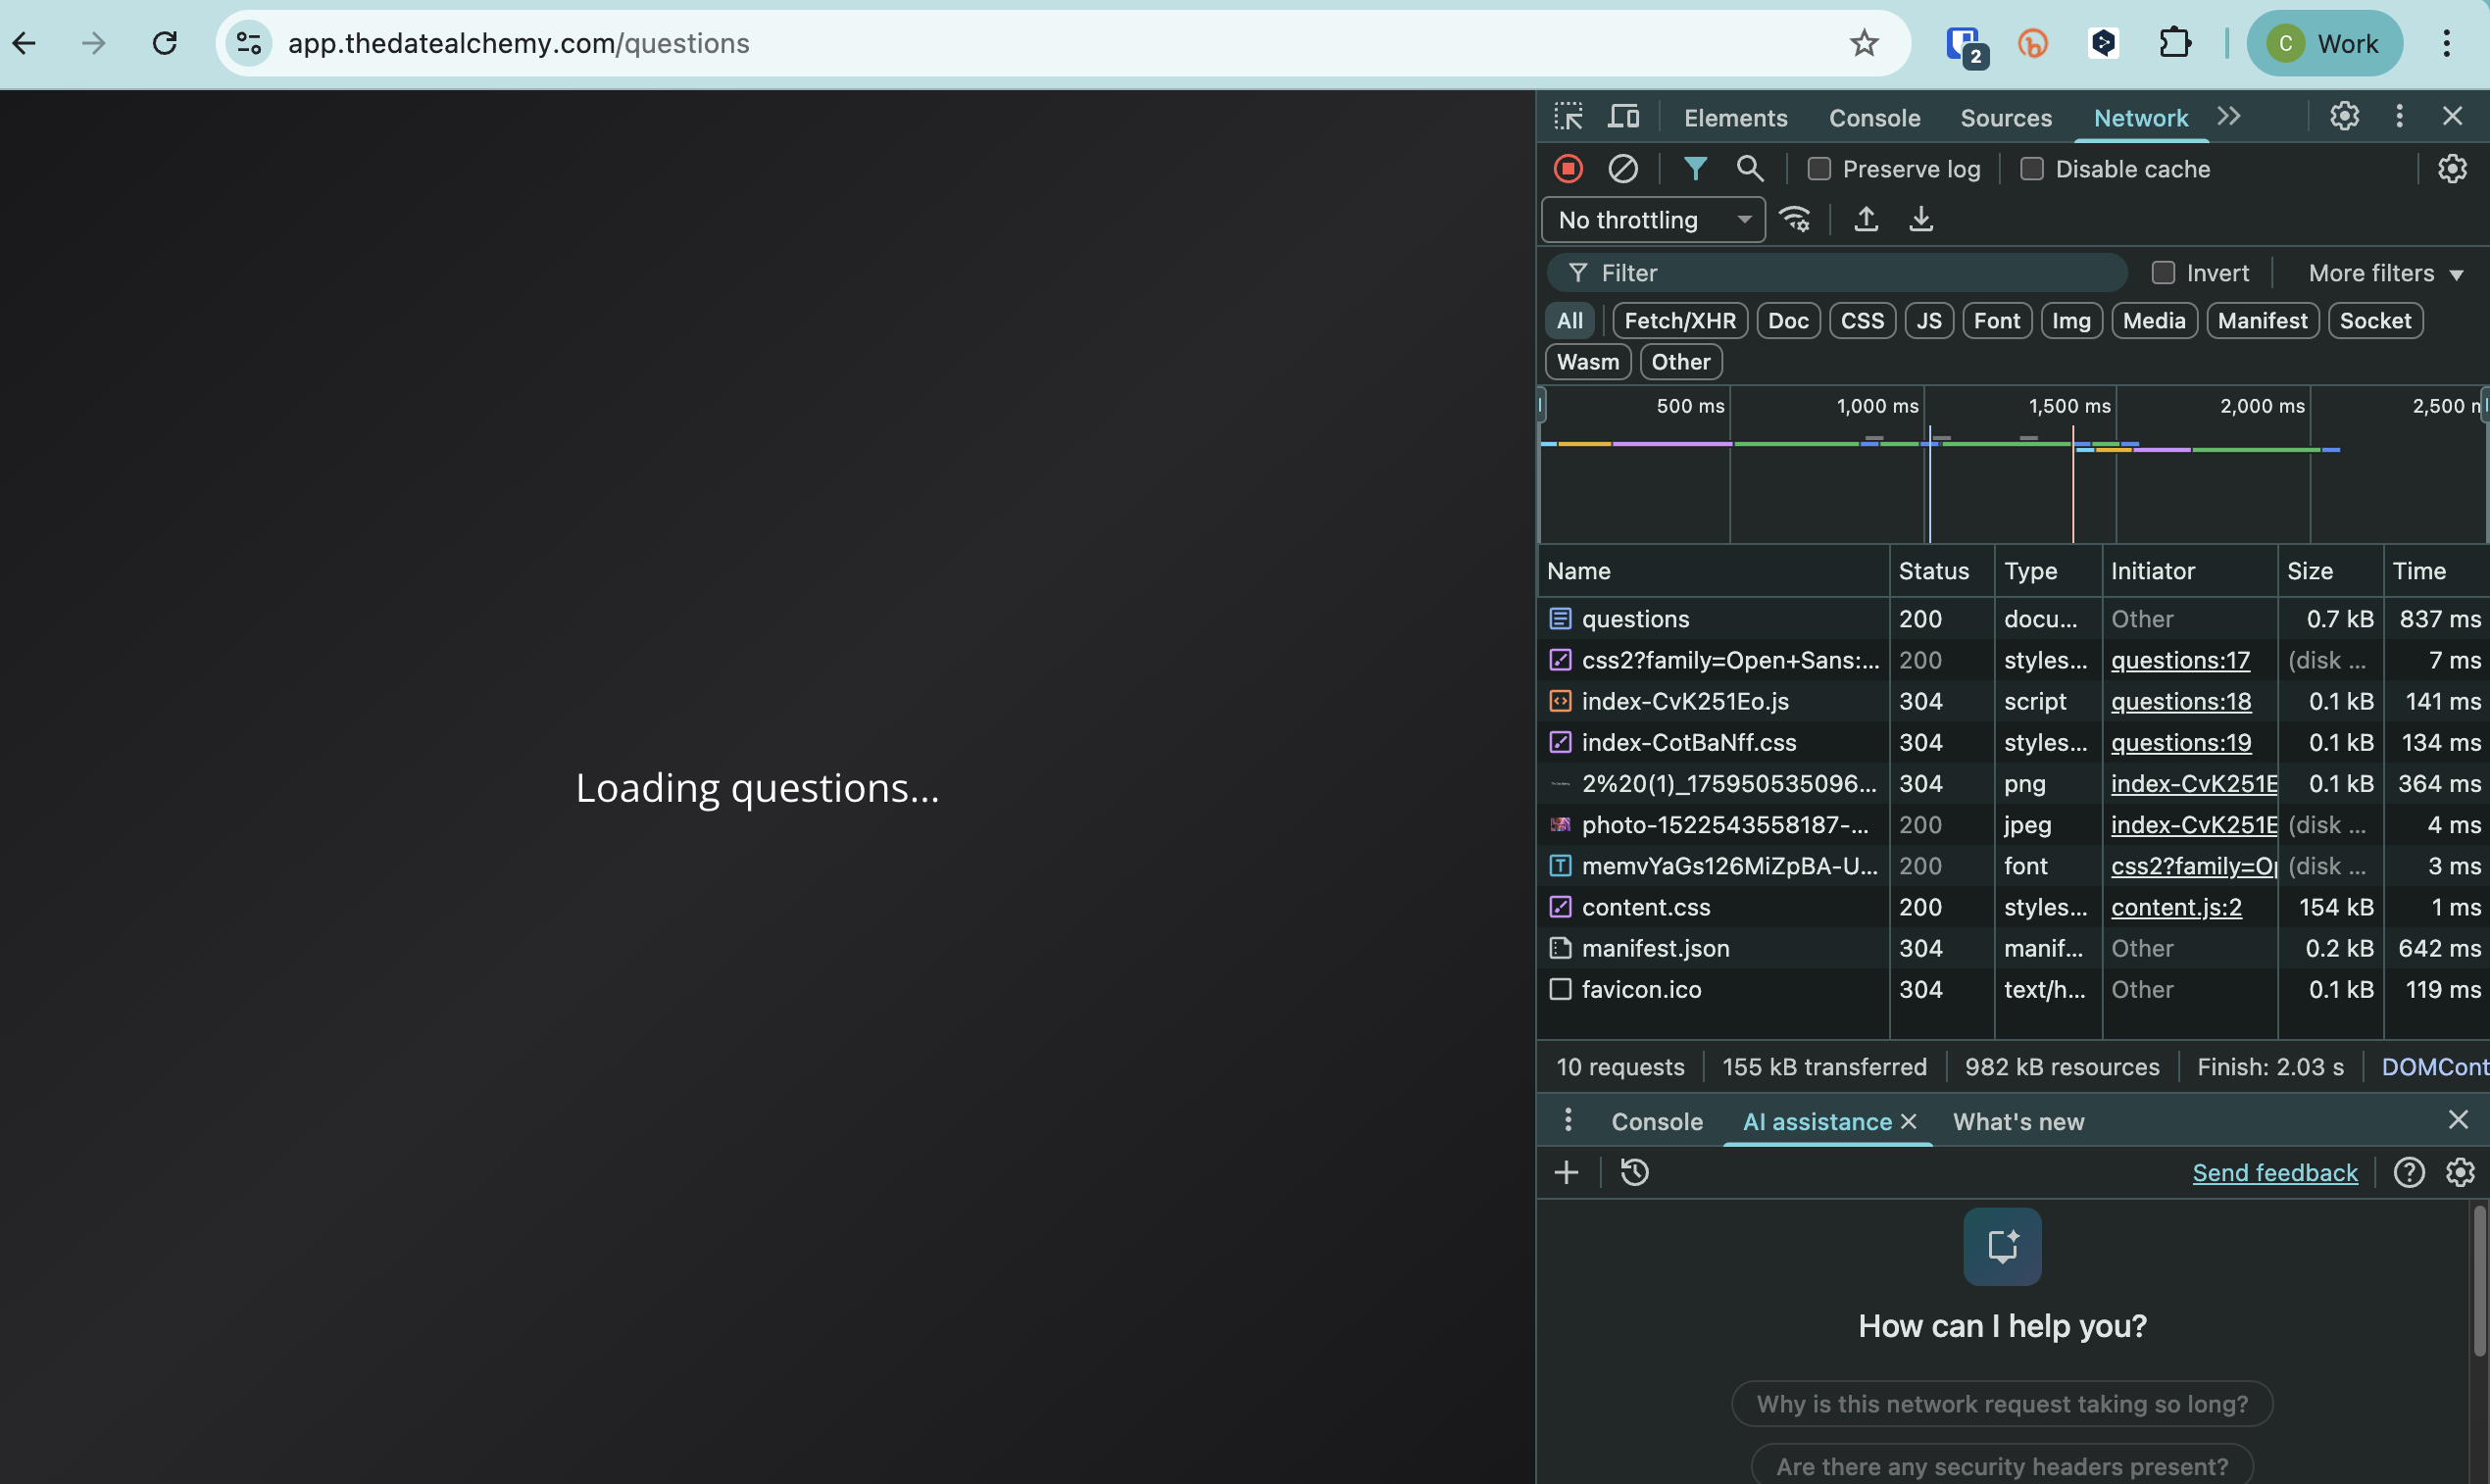 app.thedatealchemy.com/questions
2
C
Work
Elements
Console
Sources
Network
Preserve log
Disable cache
No throttling
Filter
Invert
More filters
All
Fetch/XHR
Doc
CSS
JS
Font
Img
Media
Manifest
Socket
Wasm
Other
500 ms
1,000 ms
1,500 ms
2,000 ms
2,500
Name Status Type Initiator Size Time
questions 200 docu... Other 0.7 kB 837 ms
css2?family=Open+Sans:... 200 styles... questions:17 (disk ... 7 ms
index-CvK251Eo.js 304 script questions:18 0.1 kB 141 ms
index-CotBaNff.css 304 styles... questions:19 0.1 kB 134 ms
2%20(1)_175950535096... 304 png index-CvK251E 0.1 kB 364 ms
photo-1522543558187-... 200 jpeg index-CvK251E (disk ... 4 ms
memvYaGs126MiZpBA-U... 200 font css2?family=Op (disk ... 3 ms
content.css 200 styles... content.js:2 154 kB 1 ms
manifest.json 304 manif... Other 0.2 kB 642 ms
favicon.ico 304 text/h... Other 0.1 kB 119 ms
Loading questions...
10 requests
155 kB transferred
982 kB resources
Finish: 2.03 s
DOMCont
Console
AI assistance
What's new
Send feedback
How can I help you?
Why is this network request taking so long?
Are there any security headers present?